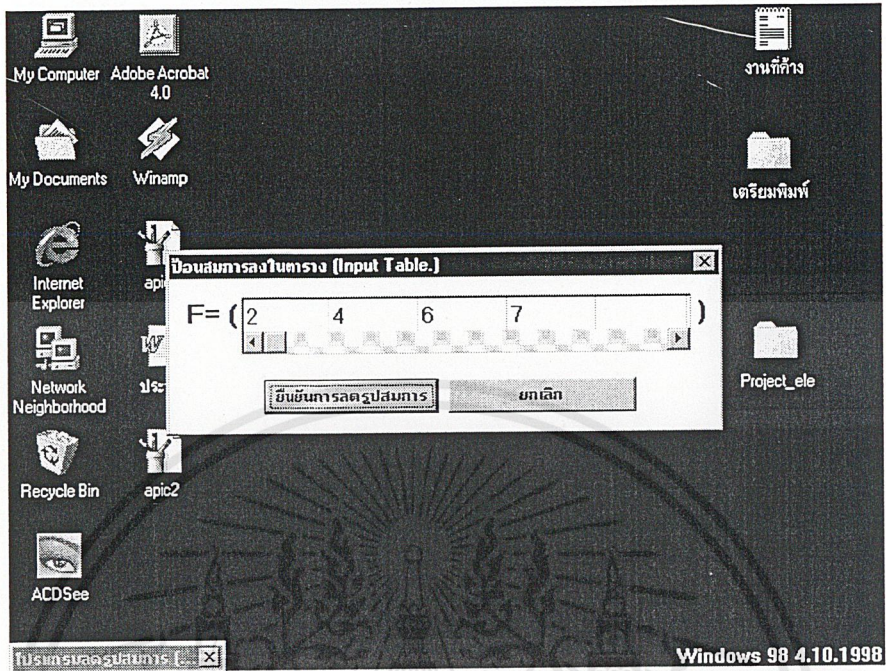 My Computer
Adobe Acrobat
4.0
งานที่ค้าง
My Documents
Winamp
เตรียมพิมพ์
Internet
Explorer
ป้อนสมการลงในตาราง (Input Table.)
F= ( 2 4 6 7 )
ยืนยันการลดรูปสมการ
ยกเลิก
Network
Neighborhood
Project_ele
Recycle Bin
apic2
ACDSee
โปรแกรมลดรูปสมการ (...
Windows 98 4.10.1998